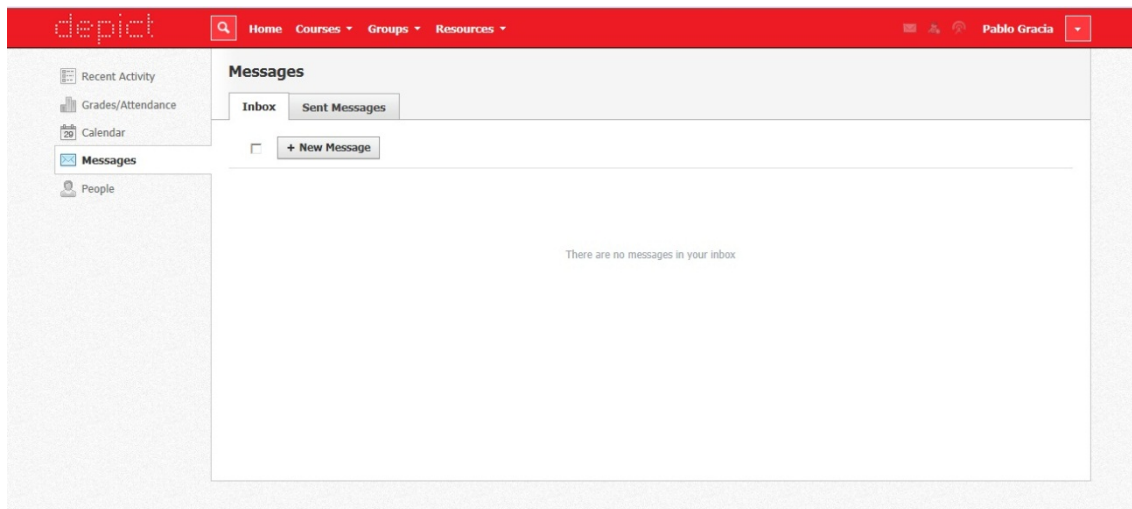 depict
Home Courses Groups Resources
Pablo Gracia
Recent Activity
Grades/Attendance
29 Calendar
Messages
People
Messages
Inbox Sent Messages
+ New Message
There are no messages in your inbox